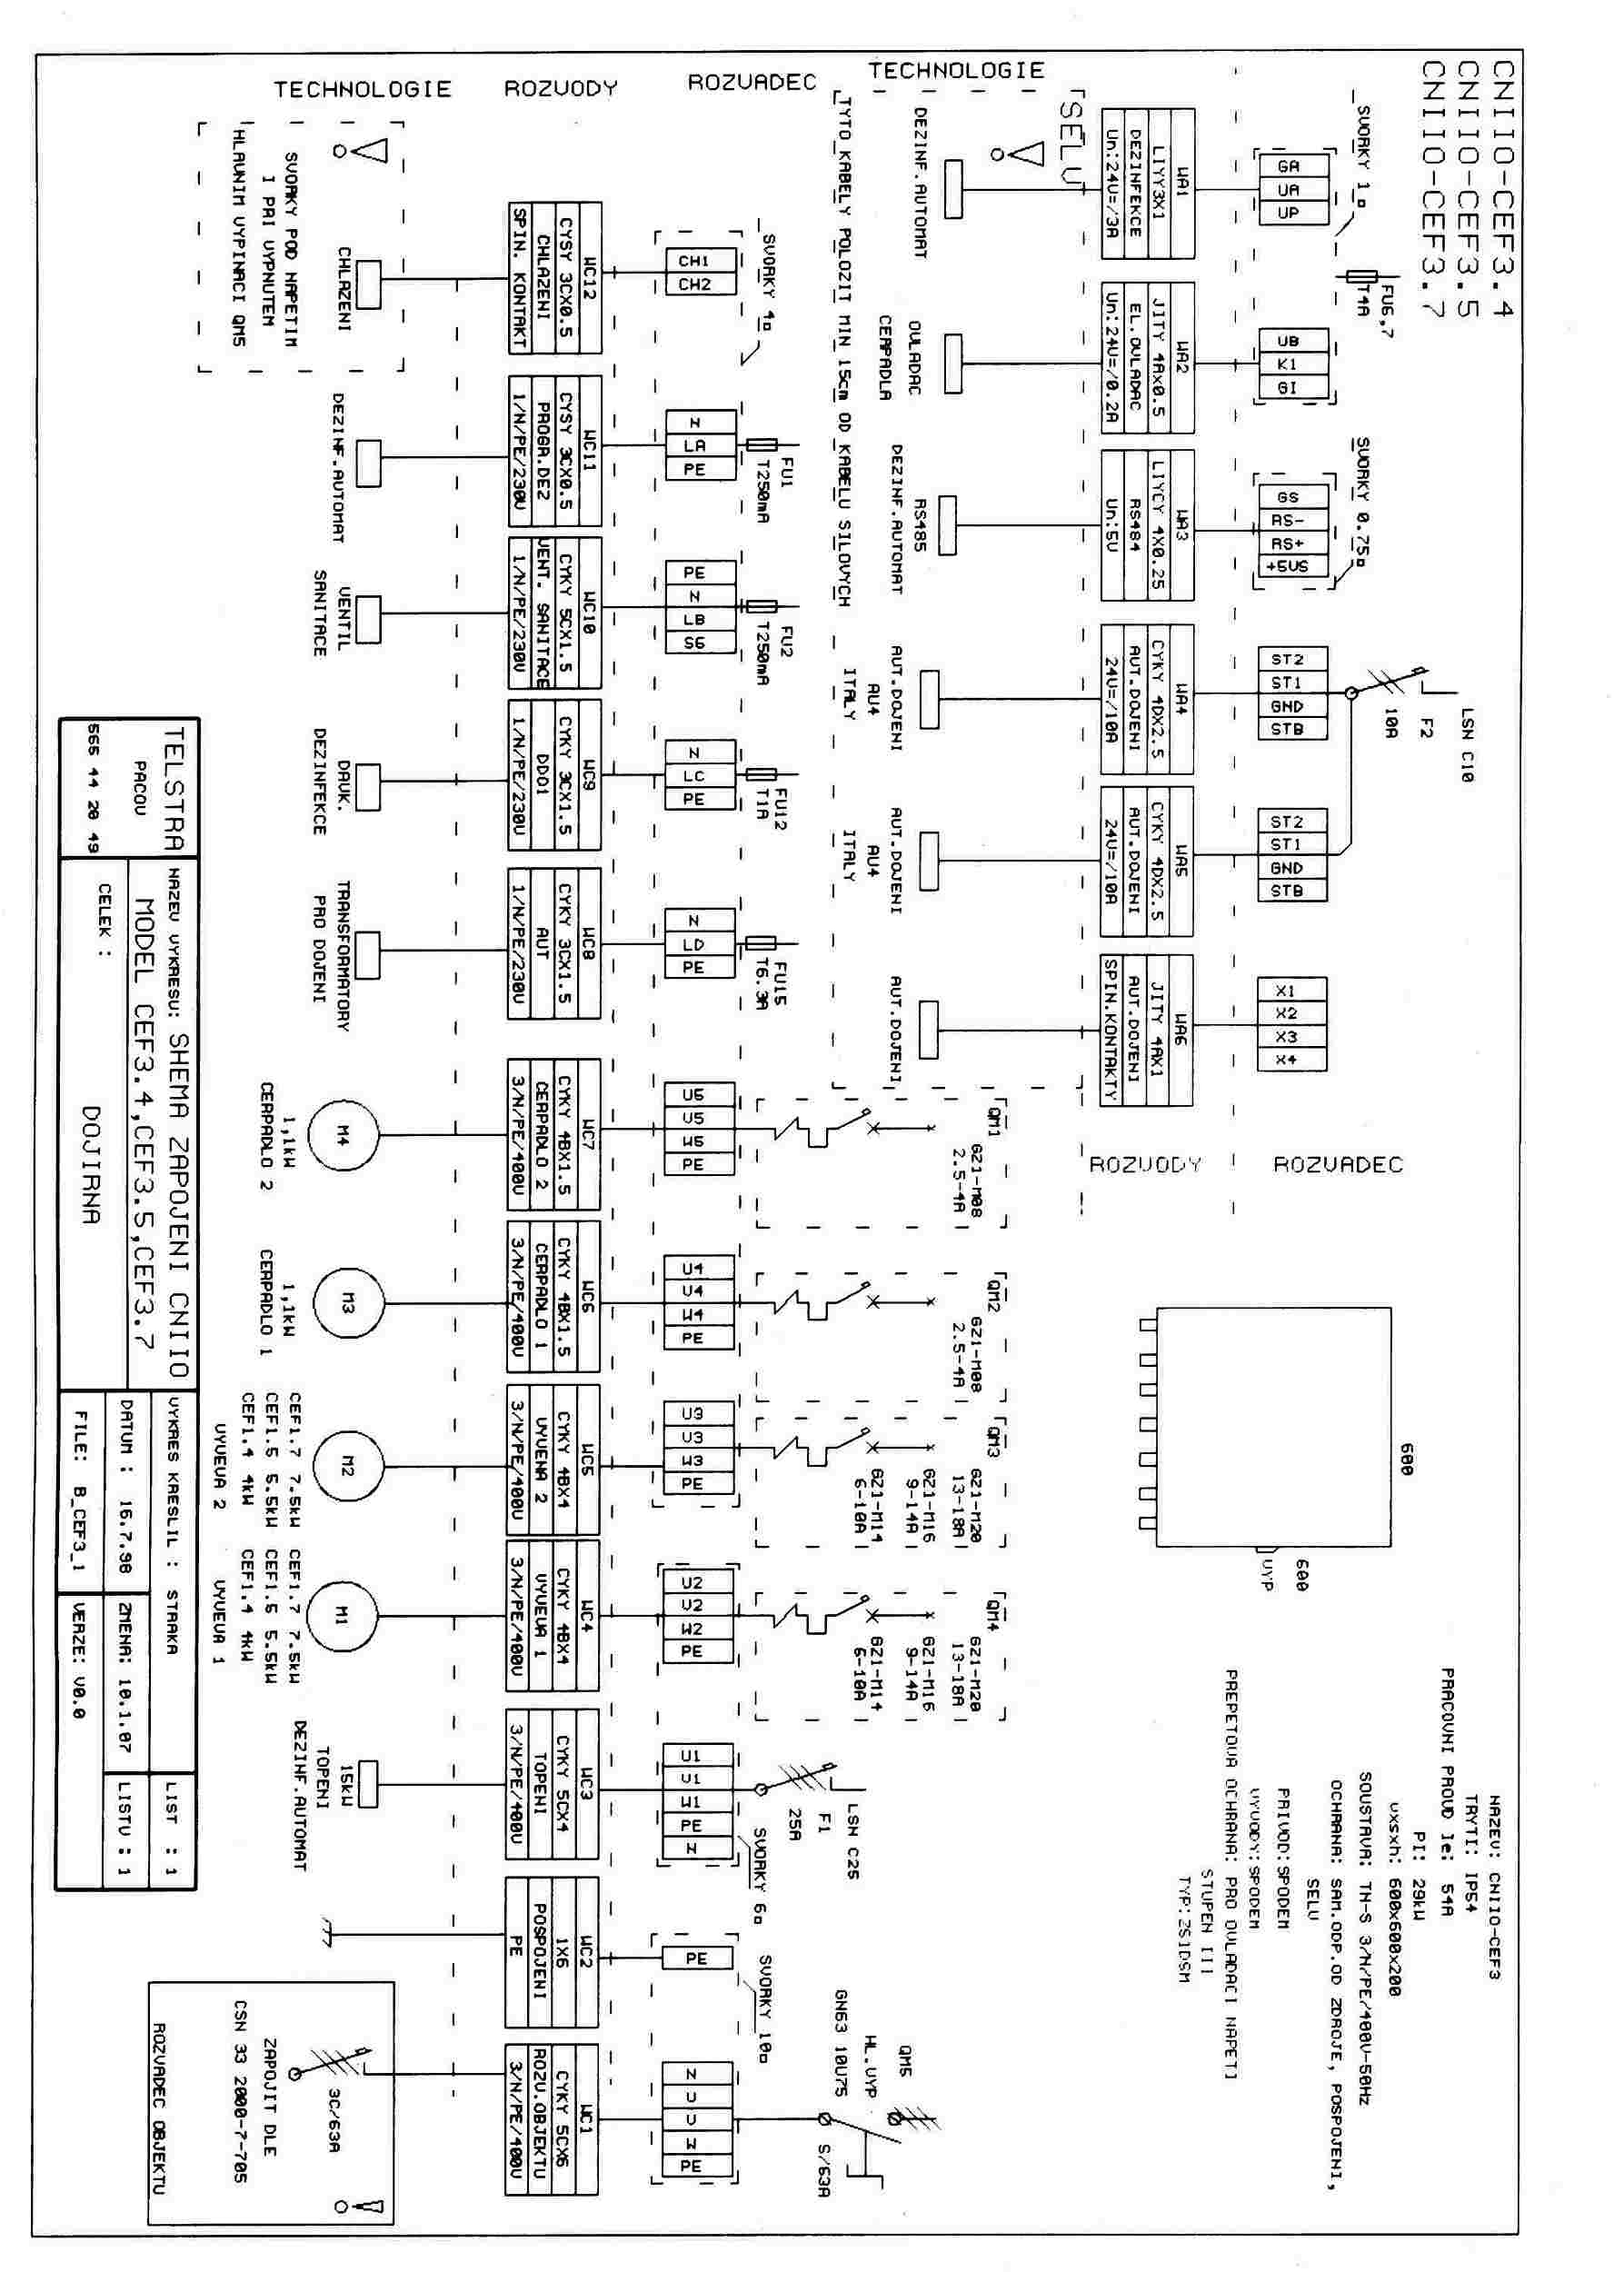 CNIIO-CEF3.4
CNIIO-CEF3.5
CNIIO-CEF3.7
TECHNOLOGIE
ROZVODY
ROZVADEC
TECHNOLOGIE
SELV
SVORKY 1□
GA
UA
UP
FU6,7
T4A
UB
K1
GI
SVORKY 0.75□
GS
RS-
RS+
+5VS
ST2
ST1
GND
STB
F2
10A
LSN C10
ST2
ST1
GND
STB
X1
X2
X3
X4
WA1
LIYY3X1
DEZINFEKCE
Un:24V=/3A
WA2
JITY 4Ax0.5
EL.OVLADAC
Un:24V=/0.2A
WA3
LIYCY 4X0.25
RS484
Un:5V
WA4
CYKY 4DX2.5
AUT.DOJENI
24V=/10A
WA5
CYKY 4DX2.5
AUT.DOJENI
24V=/10A
WA6
JITY 4AX1
AUT.DOJENI
SPIN.KONTAKTY
ROZVODY
ROZVADEC
DEZINF.AUTOMAT
OVLADAC
CERPADLA
DEZINF.AUTOMAT
RS485
AUT.DOJENI
AU4
ITALY
AUT.DOJENI
AU4
ITALY
AUT.DOJENI
TYTO KABELY POLOZIT MIN 15cm OD KABELU SILOVYCH
SVORKY 4□
CH1
CH2
FU1
T250mA
N
LA
PE
FU2
T250mA
PE
N
LB
S6
FU12
T1A
N
LC
PE
FU15
T6.3A
N
LD
PE
QM1
GZ1-M08
2.5-4A
U5
V5
W5
PE
QM2
GZ1-M08
2.5-4A
U4
V4
W4
PE
QM3
GZ1-M20
13-18A
GZ1-M16
9-14A
GZ1-M14
6-10A
U3
V3
W3
PE
QM4
GZ1-M20
13-18A
GZ1-M16
9-14A
GZ1-M14
6-10A
U2
V2
W2
PE
LSN C25
F1
25A
U1
V1
W1
PE
N
SVORKY 6□
PE
SVORKY 10□
QM5
HL.VYP
GN63 10U75
S/63A
N
U
V
W
PE
WC12
CYSY 3CX0.5
CHLAZENI
SPIN. KONTAKT
WC11
CYSY 3CX0.5
PROGR.DEZ
1/N/PE/230V
WC10
CYKY 5CX1.5
VENT. SANITACE
1/N/PE/230V
WC9
CYKY 3CX1.5
DDO1
1/N/PE/230V
WC8
CYKY 3CX1.5
AUT
1/N/PE/230V
WC7
CYKY 4BX1.5
CERPADLO 2
3/N/PE/400V
WC6
CYKY 4BX1.5
CERPADLO 1
3/N/PE/400V
WC5
CYKY 4BX4
VYVENA 2
3/N/PE/400V
WC4
CYKY 4BX4
VYVEVA 1
3/N/PE/400V
WC3
CYKY 5CX4
TOPENI
3/N/PE/400V
WC2
1X6
POSPOJENI
PE
WC1
CYKY 5CX6
ROZV.OBJEKTU
3/N/PE/400V
CHLAZENI
SVORKY POD NAPETIM
I PRI VYPNUTEM
HLAVNIM VYPINACI QM5
DEZINF.AUTOMAT
VENTIL
SANITACE
DAVK.
DEZINFEKCE
TRANSFORMATORY
PRO DOJENI
M4
1,1kW
CERPADLO 2
M3
1,1kW
CERPADLO 1
M2
CEF1.7 7.5kW
CEF1.5 5.5kW
CEF1.4 4kW
VYVEVA 2
M1
CEF1.7 7.5kW
CEF1.5 5.5kW
CEF1.4 4kW
VYVEVA 1
15kW
TOPENI
DEZINF.AUTOMAT
3C/63A
ZAPOJIT DLE
CSN 33 2000-7-705
ROZVADEC OBJEKTU
600
600
VYP
NAZEV: CNIIO-CEF3
TRYTI: IP54
PRACOVNI PROUD Ie: 54A
PI: 29kW
vxsxh: 600x600x200
SOUSTAVA: TN-S 3/N/PE/400V-50Hz
OCHRANA: SAM.ODP.OD ZDROJE, POSPOJENI,
SELV
PRIVOD:SPODEM
VYVODY:SPODEM
PREPETOVA OCHRANA: PRO OVLADACI NAPETI
STUPEN III
TYP:ZS1DSM
TELSTRA
PACOV
565 44 20 49
NAZEV VYKRESU: SHEMA ZAPOJENI CNIIO
MODEL CEF3.4,CEF3.5,CEF3.7
CELEK :
DOJIRNA
VYKRES KRESLIL : STRAKA
LIST : 1
DATUM : 16.7.98
ZMENA: 10.1.07
LISTU : 1
FILE: B_CEF3_1
VERZE: V0.0